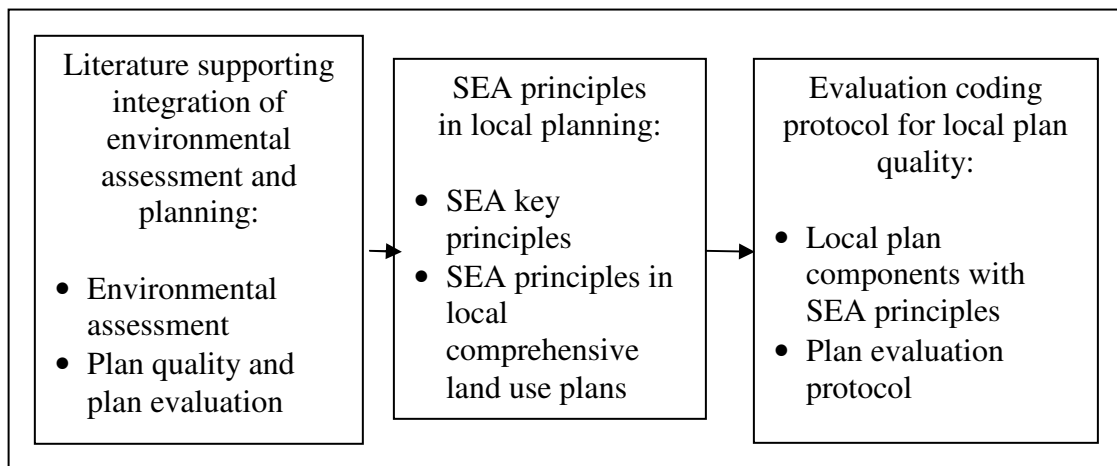 Literature supporting
integration of
environmental
assessment and
planning:
• Environmental
assessment
• Plan quality and
plan evaluation
SEA principles
in local planning:
• SEA key
principles
• SEA principles in
local
comprehensive
land use plans
Evaluation coding
protocol for local plan
quality:
• Local plan
components with
SEA principles
• Plan evaluation
protocol